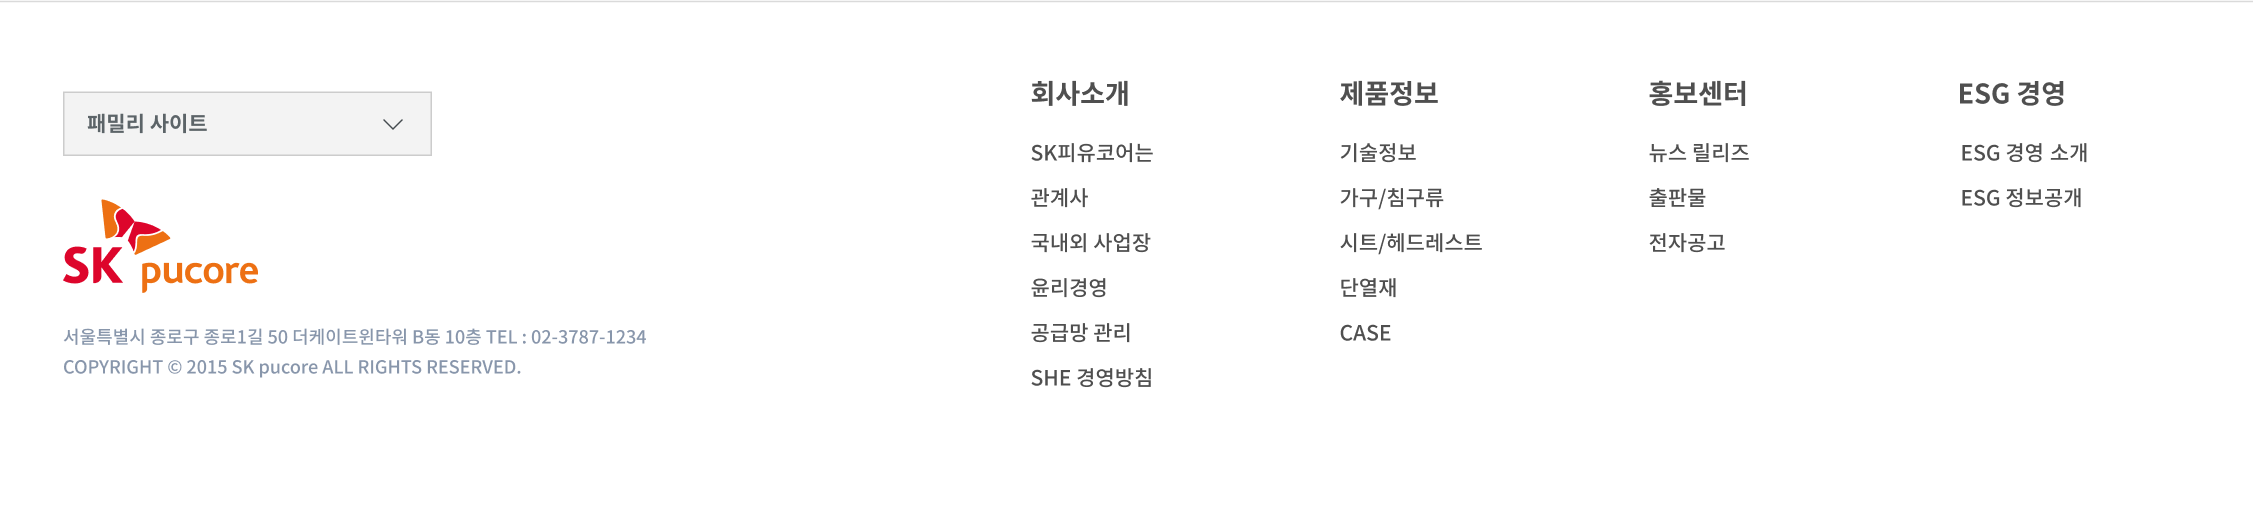 패밀리 사이트
SK pucore
서울특별시 종로구 종로1길 50 더케이트윈타워 B동 10층 TEL : 02-3787-1234
COPYRIGHT © 2015 SK pucore ALL RIGHTS RESERVED.
회사소개
SK피유코어는
관계사
국내외 사업장
윤리경영
공급망 관리
SHE 경영방침
제품정보
기술정보
가구/침구류
시트/헤드레스트
단열재
CASE
홍보센터
뉴스 릴리즈
출판물
전자공고
ESG 경영
ESG 경영 소개
ESG 정보공개